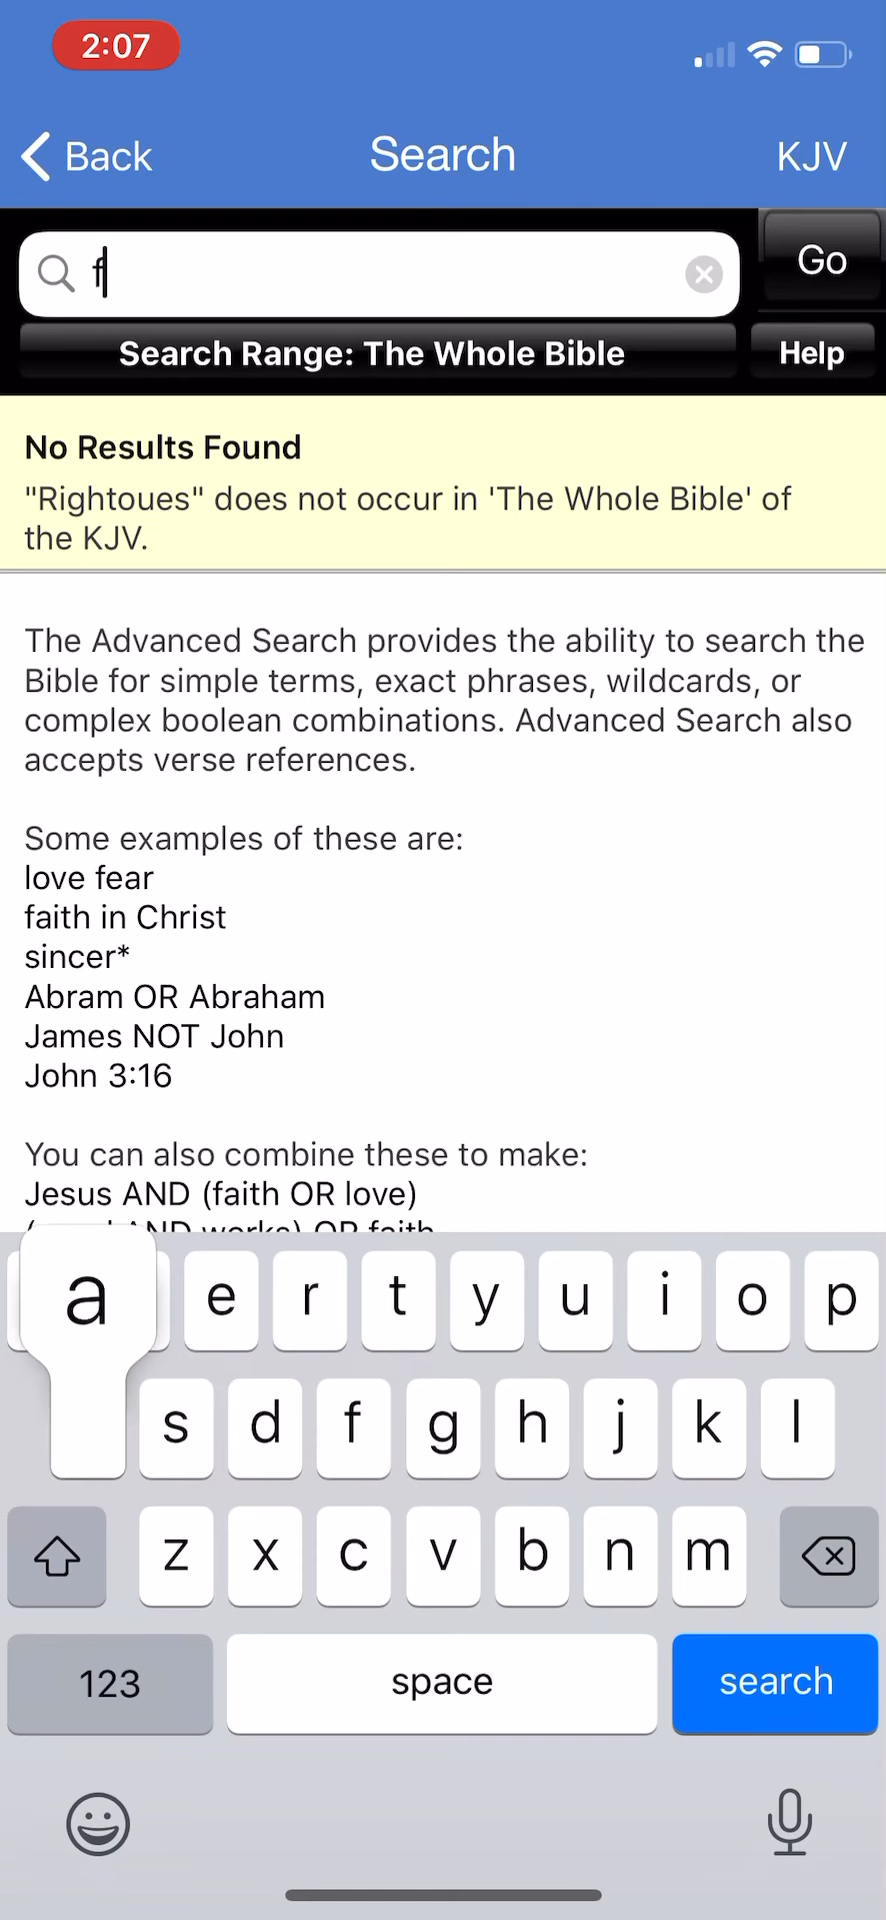 2:07
Back Search KJV
f Go
Search Range: The Whole Bible Help
No Results Found
"Rightoues" does not occur in 'The Whole Bible' of
the KJV.
The Advanced Search provides the ability to search the
Bible for simple terms, exact phrases, wildcards, or
complex boolean combinations. Advanced Search also
accepts verse references.
Some examples of these are:
love fear
faith in Christ
sincer*
Abram OR Abraham
James NOT John
John 3:16
You can also combine these to make:
Jesus AND (faith OR love)
AND works) OR faith
a e r t y u i o p
s d f g h j k l
z x c v b n m
123 space search